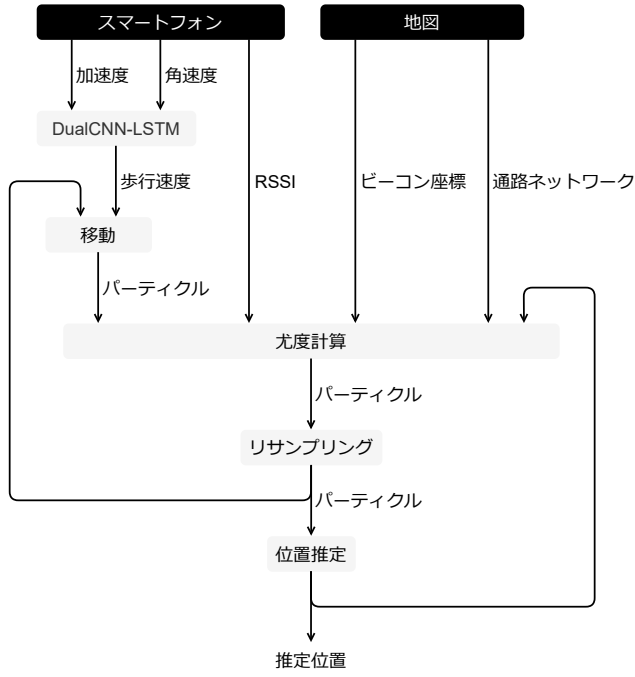 スマートフォン
地図
加速度
角速度
DualCNN-LSTM
歩行速度
RSSI
ビーコン座標
通路ネットワーク
移動
パーティクル
尤度計算
パーティクル
リサンプリング
パーティクル
位置推定
推定位置